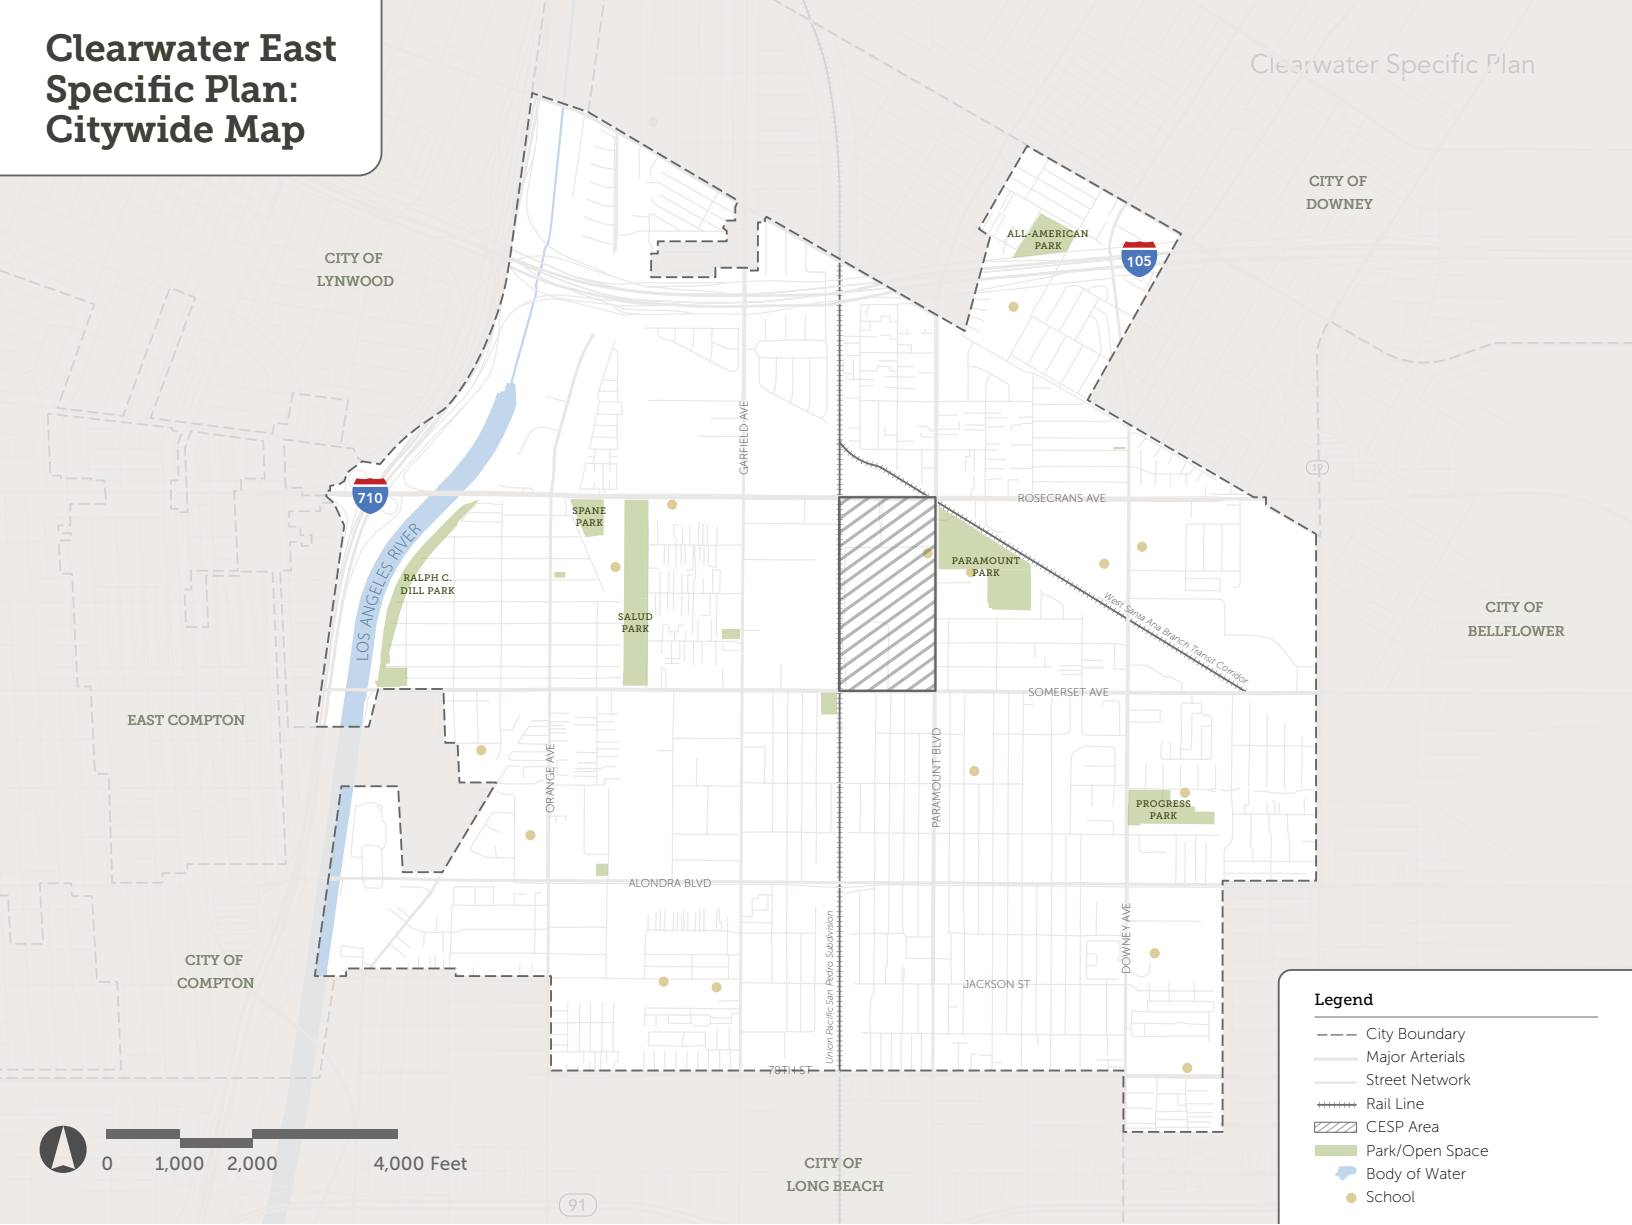 Clearwater East
Specific Plan:
Citywide Map
Clearwater Specific Plan
CITY OF
DOWNEY
ALL-AMERICAN
PARK
105
CITY OF
LYNWOOD
GARFIELD AVE
19
710
ROSECRANS AVE
SPANE
PARK
LOS ANGELES RIVER
RALPH C.
DILL PARK
PARAMOUNT
PARK
SALUD
PARK
West Santa Ana Branch Transit Corridor
CITY OF
BELLFLOWER
SOMERSET AVE
EAST COMPTON
ORANGE AVE
PARAMOUNT BLVD
PROGRESS
PARK
ALONDRA BLVD
DOWNEY AVE
Union Pacific San Pedro Subdivision
CITY OF
COMPTON
JACKSON ST
70TH ST
Legend
City Boundary
Major Arterials
Street Network
Rail Line
CESP Area
Park/Open Space
Body of Water
School
0 1,000 2,000 4,000 Feet
CITY OF
LONG BEACH
91